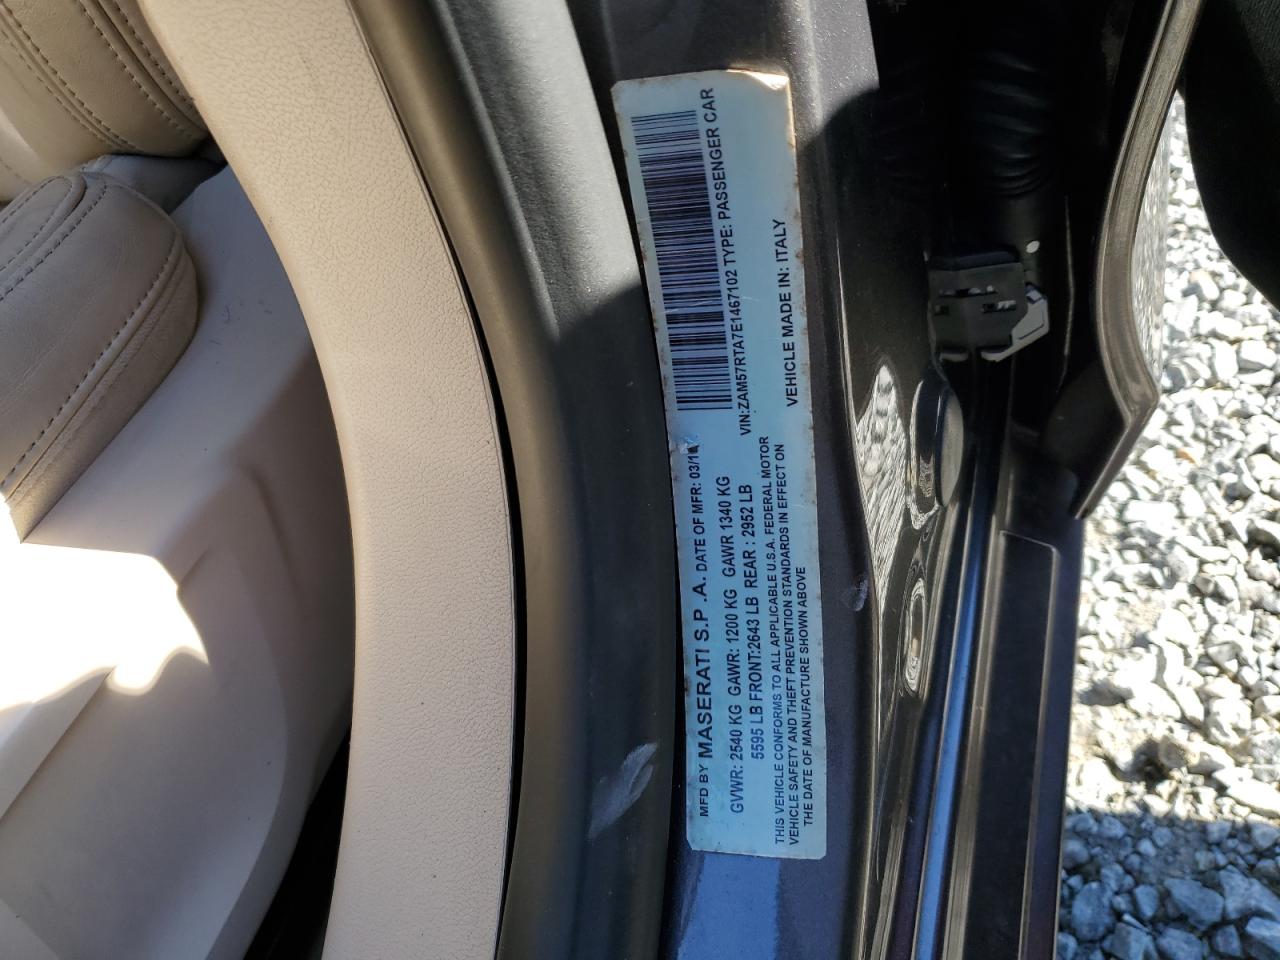 MFD BY MASERATI S.P .A. DATE OF MFR: 03/1
GVWR: 2540 KG GAWR: 1200 KG GAWR 1340 KG
5595 LB FRONT:2643 LB REAR : 2952 LB
THIS VEHICLE CONFORMS TO ALL APPLICABLE U.S.A. FEDERAL MOTOR
VEHICLE SAFETY AND THEFT PREVENTION STANDARDS IN EFFECT ON
THE DATE OF MANUFACTURE SHOWN ABOVE
VIN:ZAM57RTA7E1467102 TYPE: PASSENGER CAR
VEHICLE MADE IN: ITALY